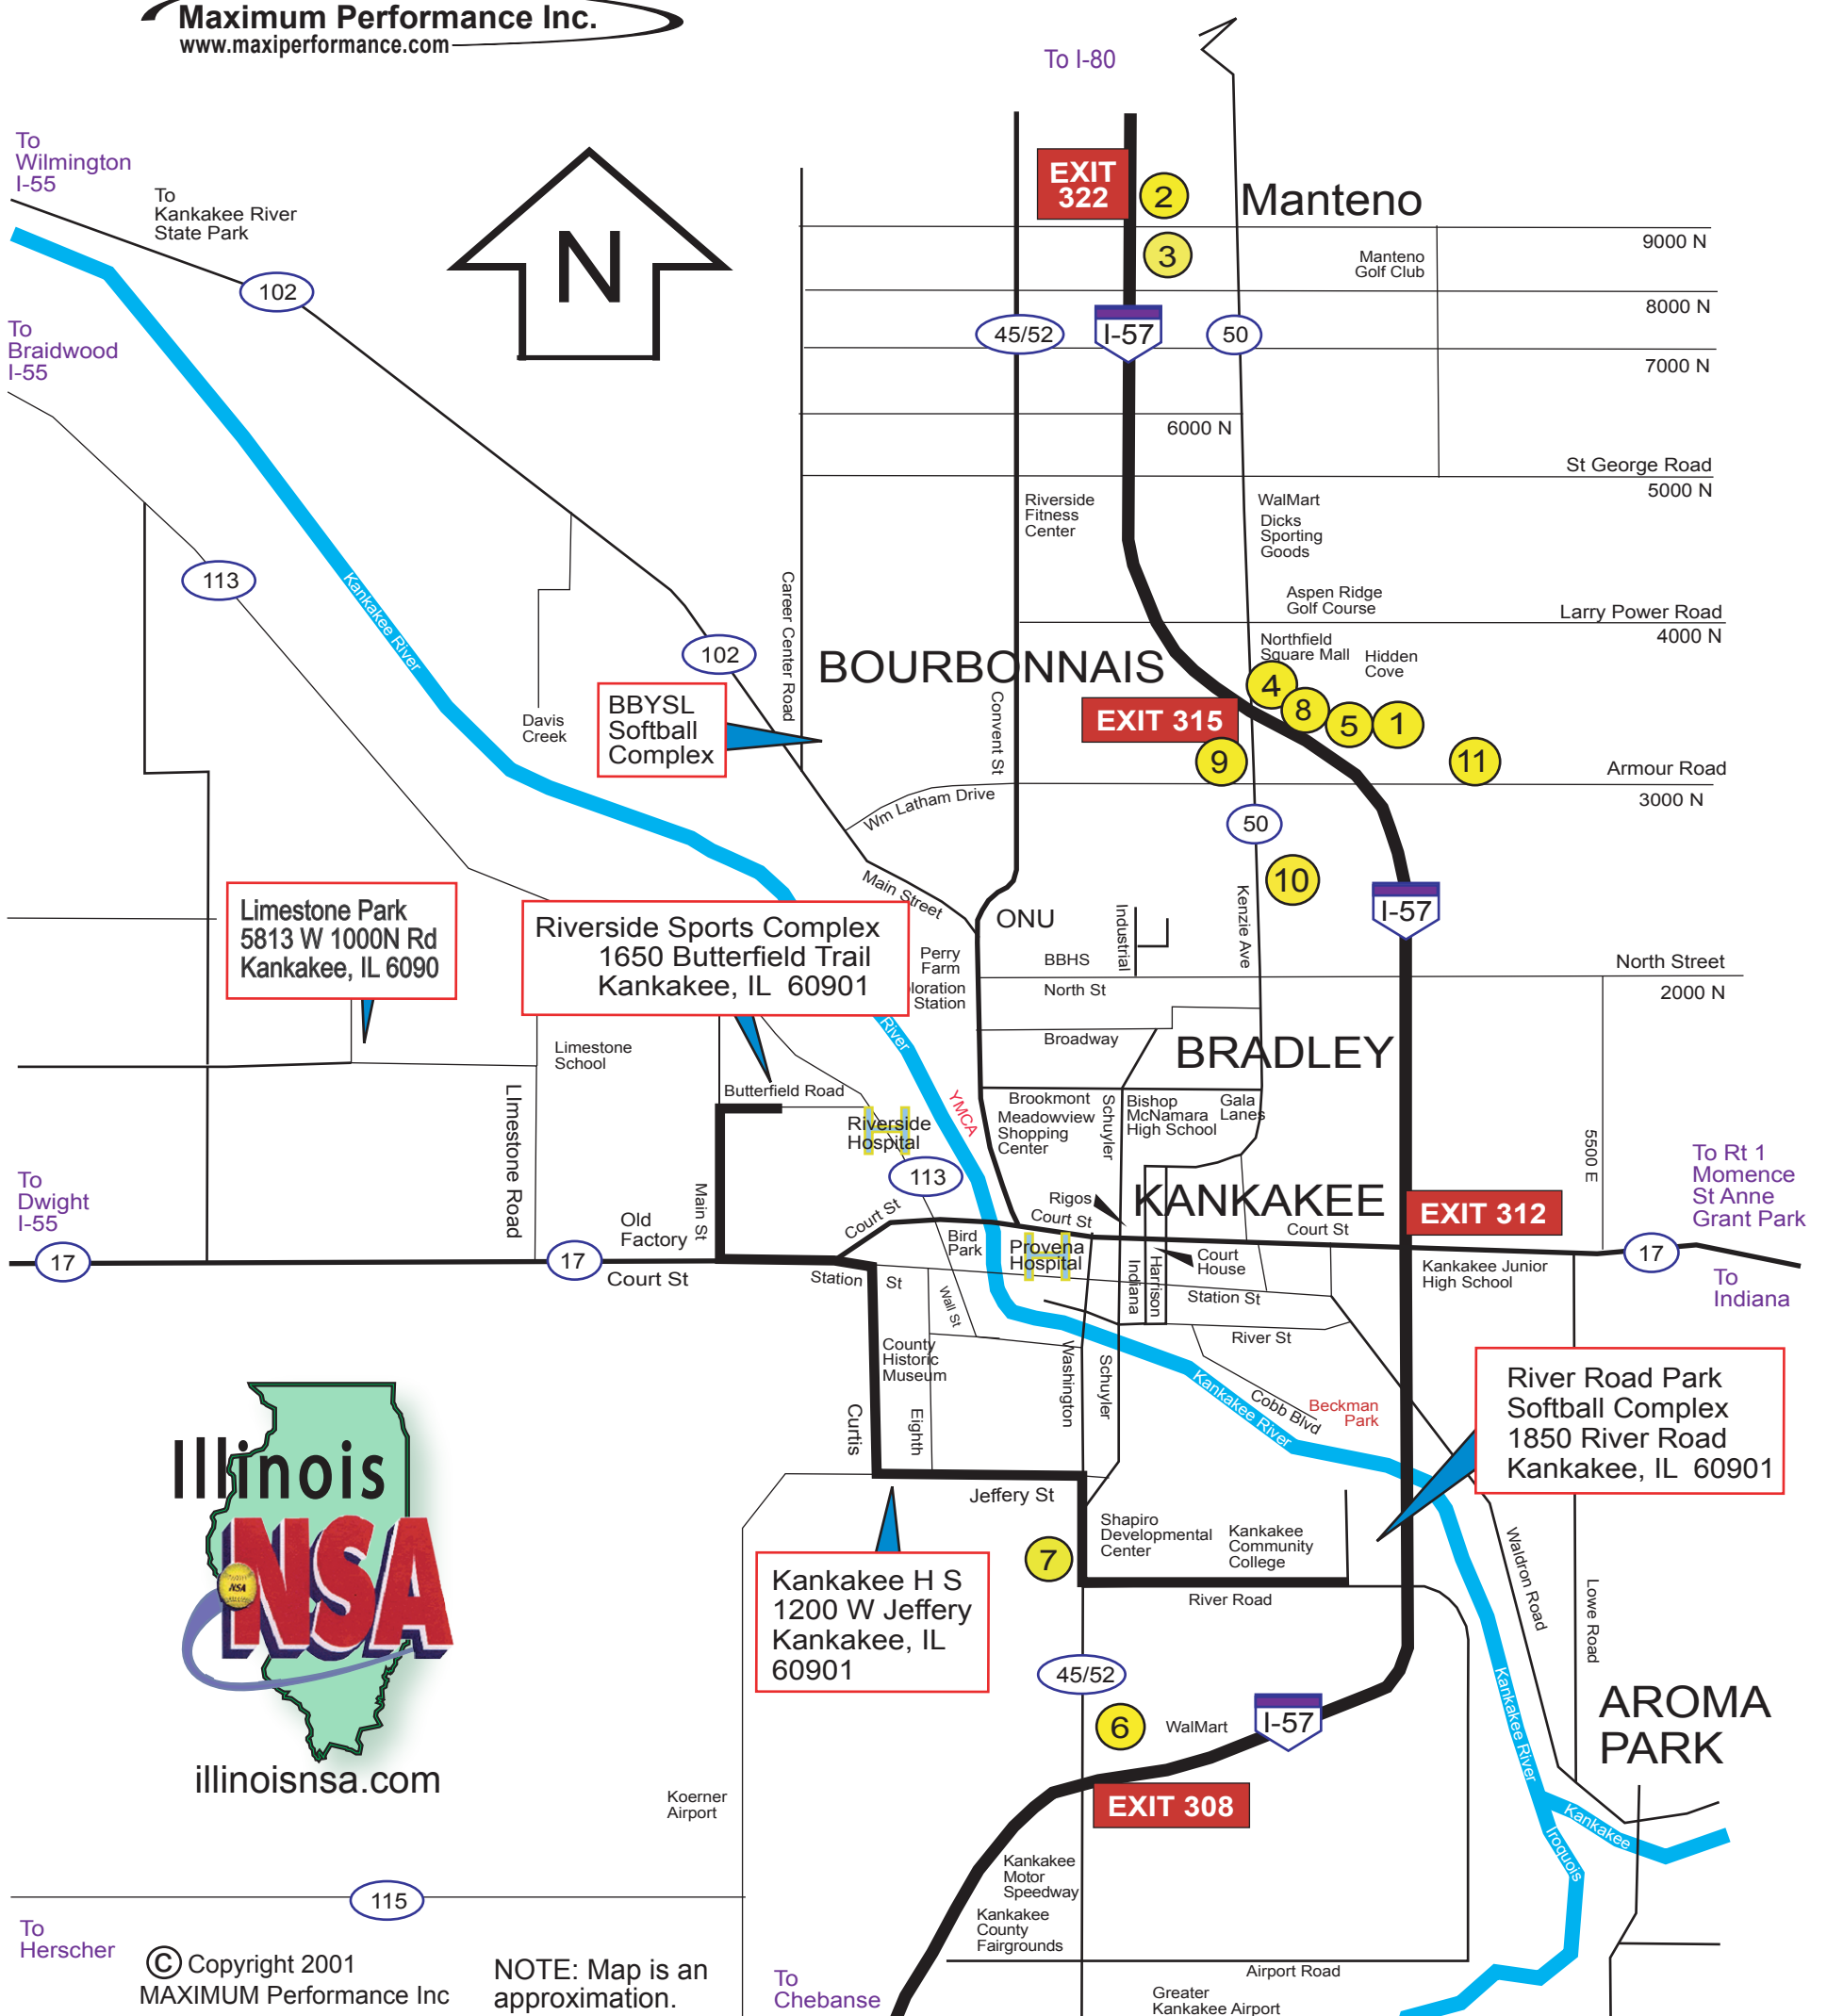 Maximum Performance Inc.
www.maxiperformance.com
To I-80
To
Wilmington
I-55
To
Kankakee River
State Park
EXIT
322
2
Manteno
N
3
9000 N
Manteno
Golf Club
102
8000 N
To
Braidwood
I-55
45/52
I-57
50
7000 N
6000 N
St George Road
5000 N
Riverside
Fitness
Center
WalMart
Dicks
Sporting
Goods
113
Kankakee River
Career Center Road
Aspen Ridge
Golf Course
Larry Power Road
4000 N
102
BOURBONNAIS
Northfield
Square Mall
Hidden
Cove
4
8
5
1
BBYSL
Softball
Complex
Davis
Creek
Convent St
EXIT 315
9
11
Armour Road
3000 N
Wm Latham Drive
50
10
Main Street
Limestone Park
5813 W 1000N Rd
Kankakee, IL 6090
Riverside Sports Complex
1650 Butterfield Trail
Kankakee, IL  60901
ONU
Industrial
Kenzie Ave
I-57
Perry
Farm
loration
Station
BBHS
North St
North Street
2000 N
River
Broadway
BRADLEY
Limestone
School
Butterfield Road
LImestone Road
YMCA
Brookmont
Meadowview
Shopping
Center
Schuyler
Bishop
McNamara
High School
Gala
Lanes
Riverside
Hospital
H
113
5500 E
To Rt 1
Momence
St Anne
Grant Park
To
Dwight
I-55
Main St
Rigos
KANKAKEE
EXIT 312
Old
Factory
Court St
Bird
Park
Court St
Court St
Provena
Hospital
H
17
17
Court St
Station
St
Wall St
Indiana
Harrison
Court
House
Station St
Kankakee Junior
High School
17
To
Indiana
River St
County
Historic
Museum
Washington
Schuyler
Kankakee River
Cobb Blvd
Beckman
Park
River Road Park
Softball Complex
1850 River Road
Kankakee, IL  60901
Curtis
Eighth
Illinois
NSA
NSA
illinoisnsa.com
Jeffery St
Kankakee H S
1200 W Jeffery
Kankakee, IL
60901
7
Shapiro
Developmental
Center
Kankakee
Community
College
River Road
Waldron Road
Lowe Road
45/52
6
WalMart
I-57
Kankakee River
AROMA
PARK
EXIT 308
Koerner
Airport
Kankakee
Iroquois
Kankakee
Motor
Speedway
Kankakee
County
Fairgrounds
115
To
Herscher
© Copyright 2001
MAXIMUM Performance Inc
NOTE: Map is an
approximation.
To
Chebanse
Airport Road
Greater
Kankakee Airport